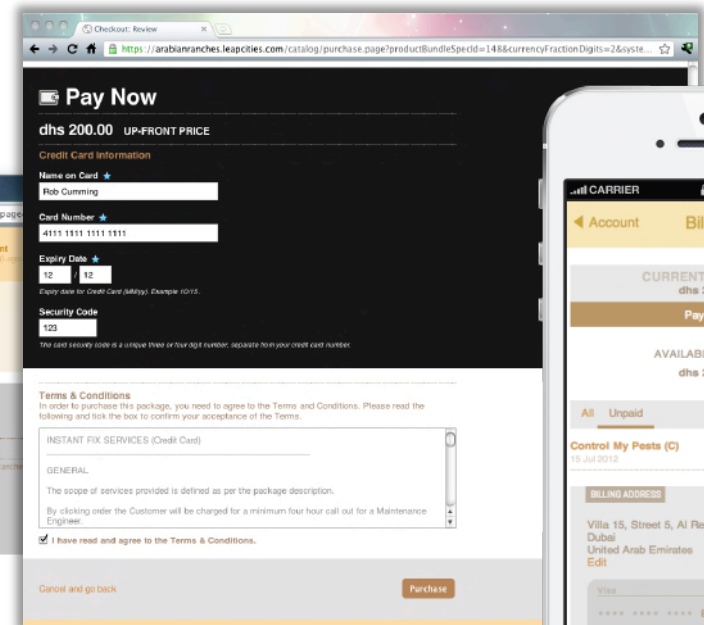 Checkout: Review
https://arabianranches.leapcities.com/catalog/purchase.page?productBundleSpecId=148&currencyFractionDigits=2&syste...
Pay Now
dhs 200.00 UP-FRONT PRICE
Credit Card Information
Name on Card
Rob Cumming
Card Number
4111 1111 1111 1111
Expiry Date
12 / 12
Expiry date for Credit Card (MM/yy). Example 10/15.
Security Code
123
The card security code is a unique three or four digit number, separate from your credit card number.
Terms & Conditions
In order to purchase this package, you need to agree to the Terms and Conditions. Please read the
following and tick the box to confirm your acceptance of the Terms.
INSTANT FIX SERVICES (Credit Card)
GENERAL
The scope of services provided is defined as per the package description.
By clicking order the Customer will be charged for a minimum four hour call out for a Maintenance
Engineer.
I have read and agree to the Terms & Conditions.
Cancel and go back
Purchase
CARRIER
Account
Bil
CURRENT
dhs
Pay
AVAILABL
dhs
All Unpaid
Control My Pests (C)
15 Jul 2012
BILLING ADDRESS
Villa 15, Street 5, Al Re
Dubai
United Arab Emirates
Edit
Visa
**** **** ****
page